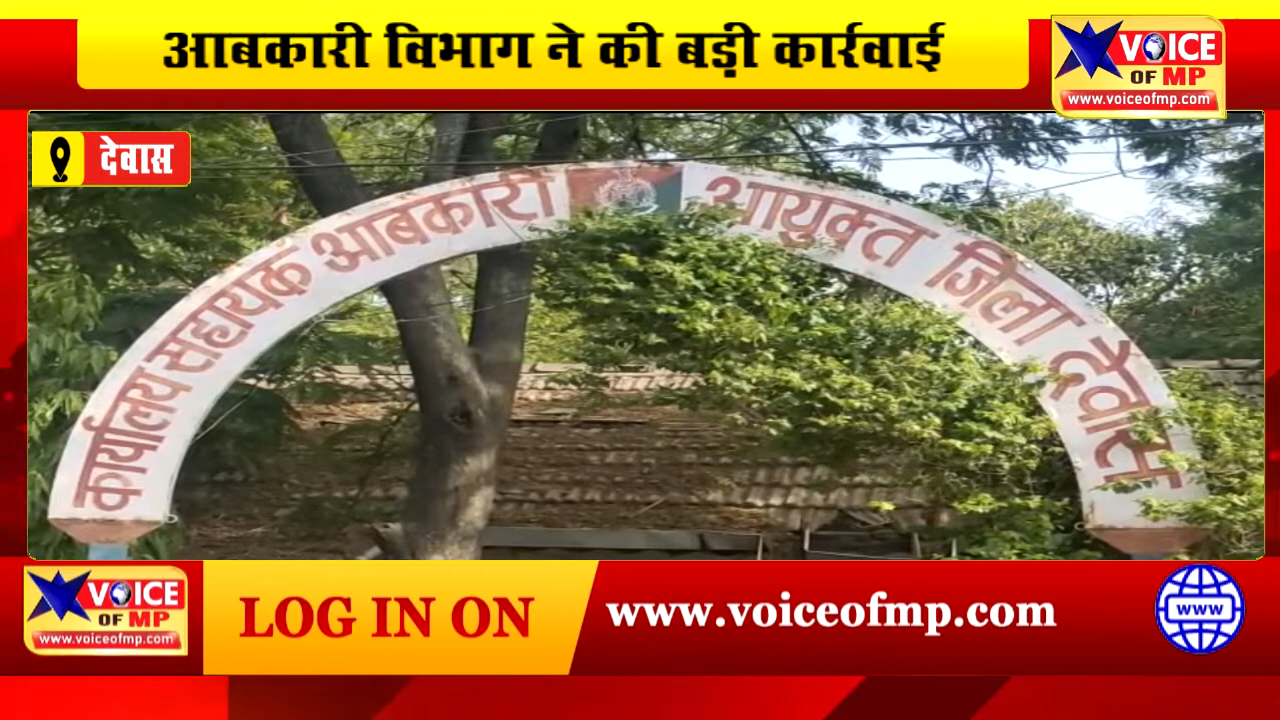 आबकारी विभाग ने की बड़ी कार्रवाई
VOICE
OF MP
www.voiceofmp.com
देवास
कार्यालय सहायक आबकारी आयुक्त जिला देवास
VOICE
OF MP
www.voiceofmp.com
LOG IN ON
www.voiceofmp.com
www